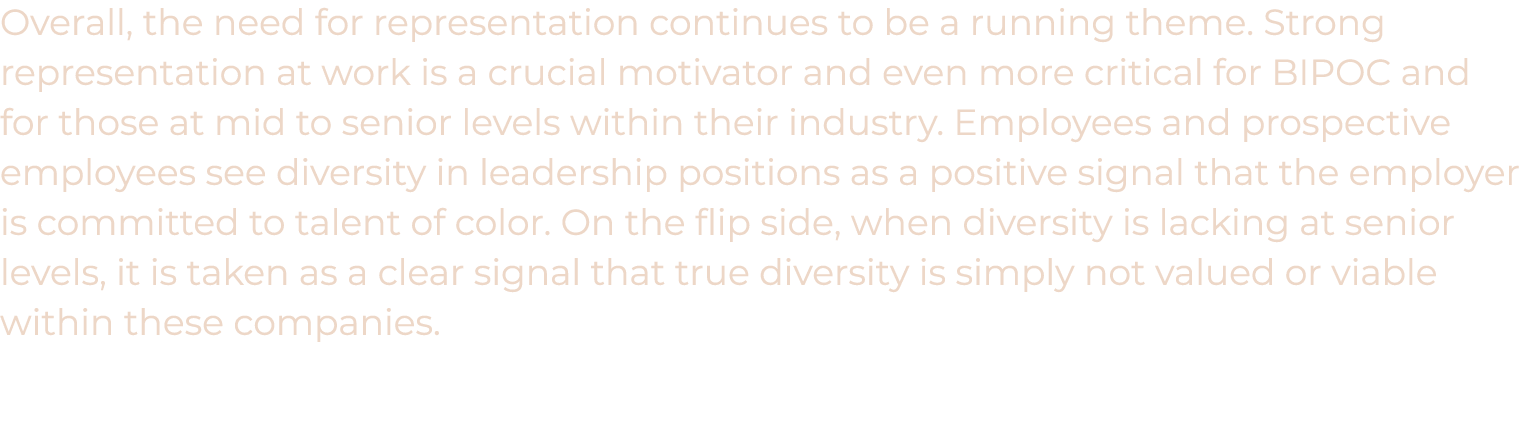 Overall, the need for representation continues to be a running theme. Strong
representation at work is a crucial motivator and even more critical for BIPOC and
for those at mid to senior levels within their industry. Employees and prospective
employees see diversity in leadership positions as a positive signal that the employer
is committed to talent of color. On the flip side, when diversity is lacking at senior
levels, it is taken as a clear signal that true diversity is simply not valued or viable
within these companies.